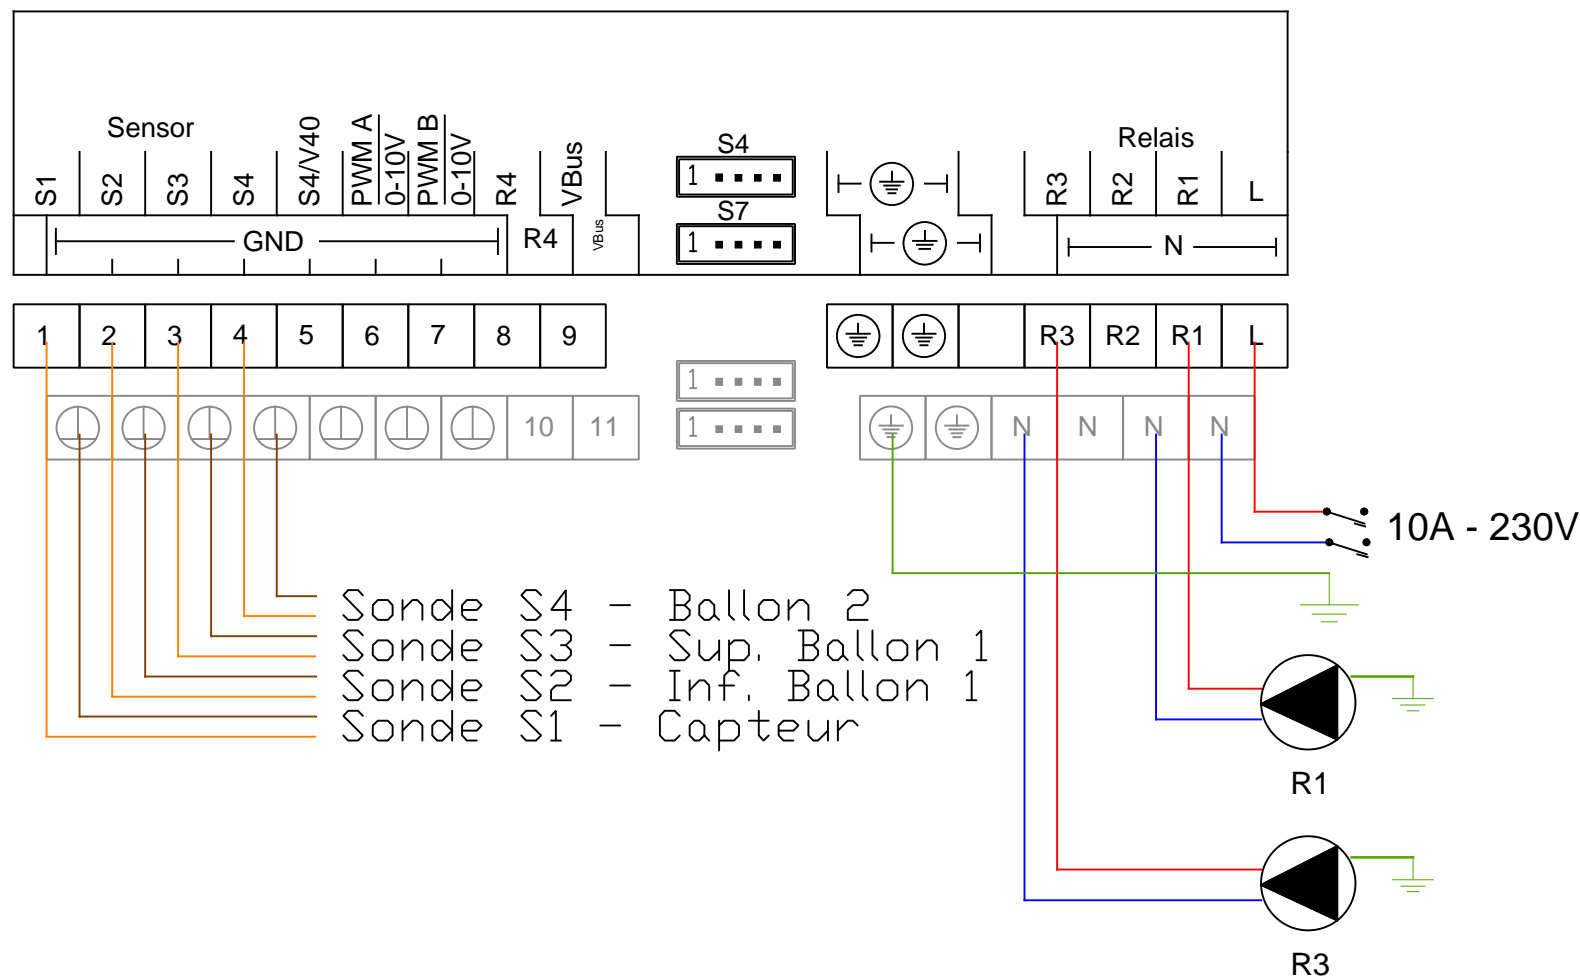 Sensor
S1 S2 S3 S4 S4/V40 PWM A 0-10V PWM B 0-10V R4 VBus
GND R4 VBus
S4
1
S7
1
Relais
R3 R2 R1 L
N
1 2 3 4 5 6 7 8 9
R3 R2 R1 L
1
1
10 11
N N N N
10A - 230V
Sonde S4 - Ballon 2
Sonde S3 - Sup. Ballon 1
Sonde S2 - Inf. Ballon 1
Sonde S1 - Capteur
R1
R3